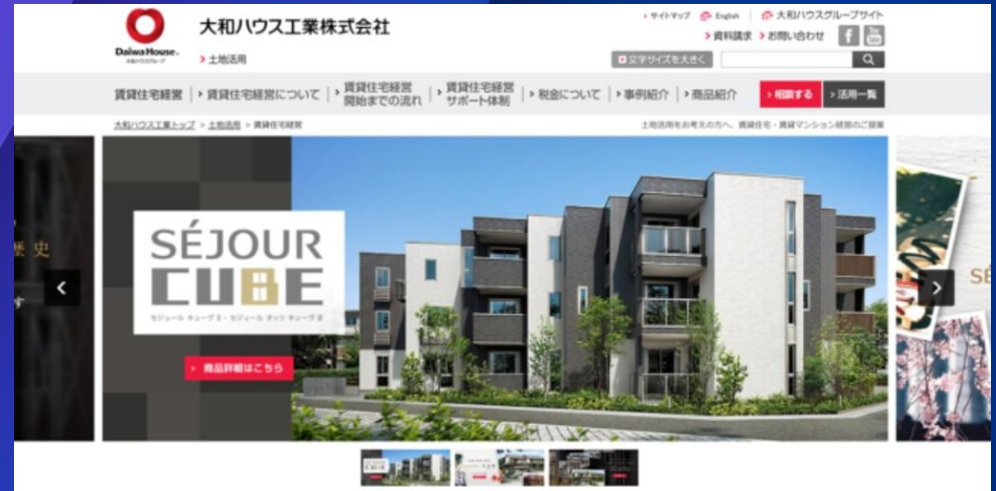 サイトマップ English 大和ハウスグループサイト
大和ハウス工業株式会社
資料請求 お問い合わせ
Daiwa House®
大和ハウスグループ
土地活用
文字サイズを大きく
賃貸住宅経営 賃貸住宅経営について 賃貸住宅経営開始までの流れ 賃貸住宅経営サポート体制 税金について 事例紹介 商品紹介 相談する 活用一覧
大和ハウス工業トップ > 土地活用 > 賃貸住宅経営
土地活用をお考えの方へ、賃貸住宅・賃貸マンション経営のご提案
歴史
す
SÉJOUR
CUBE
商品詳細はこちら
SÉ